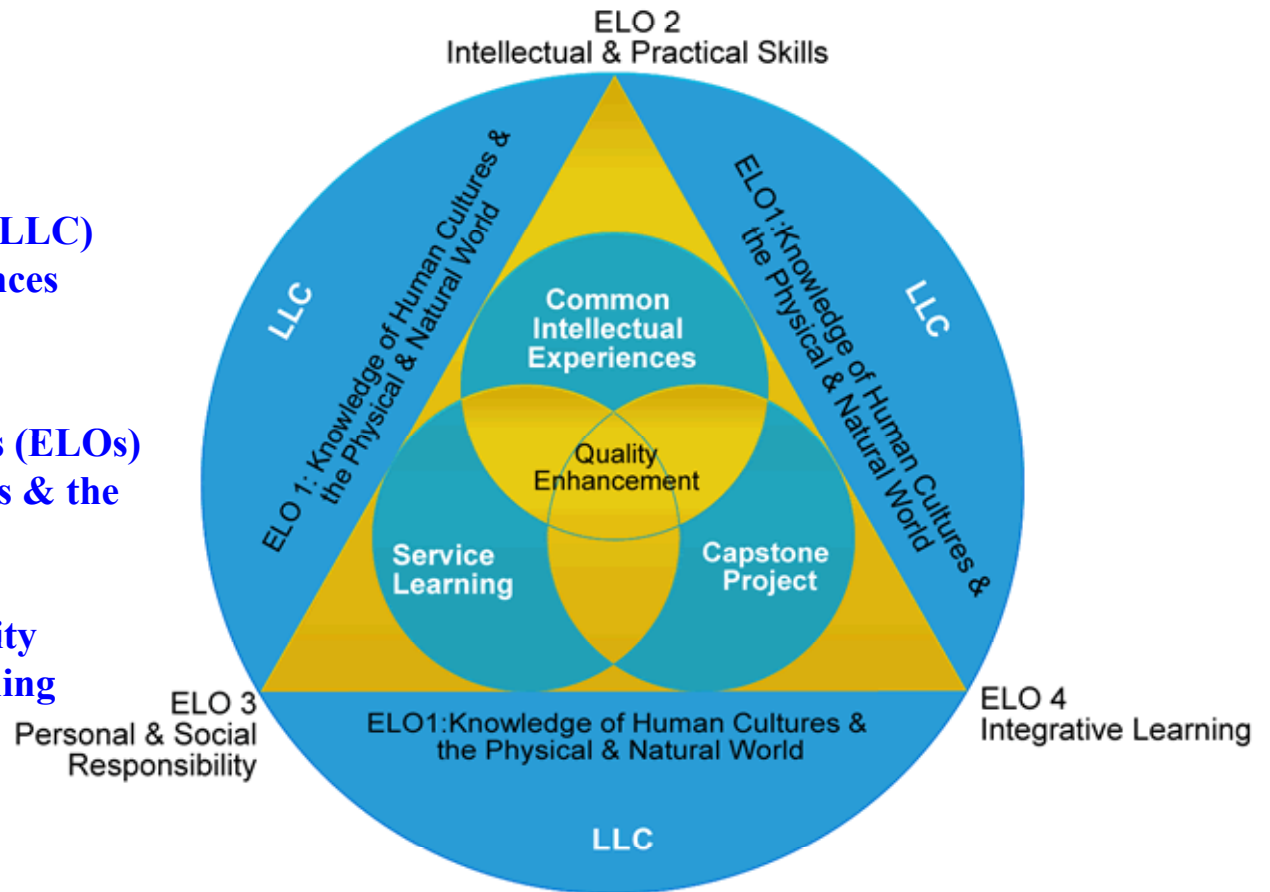 ELO 2
Intellectual & Practical Skills
LLC)
nces
s (ELOs)
s & the
ity
ning
LLC
ELO 1: Knowledge of Human Cultures &
the Physical & Natural World
ELO1:Knowledge of Human Cultures &
the Physical & Natural World
LLC
Common
Intellectual
Experiences
Quality
Enhancement
Service
Learning
Capstone
Project
ELO 3
Personal & Social
Responsibility
ELO1:Knowledge of Human Cultures &
the Physical & Natural World
ELO 4
Integrative Learning
LLC